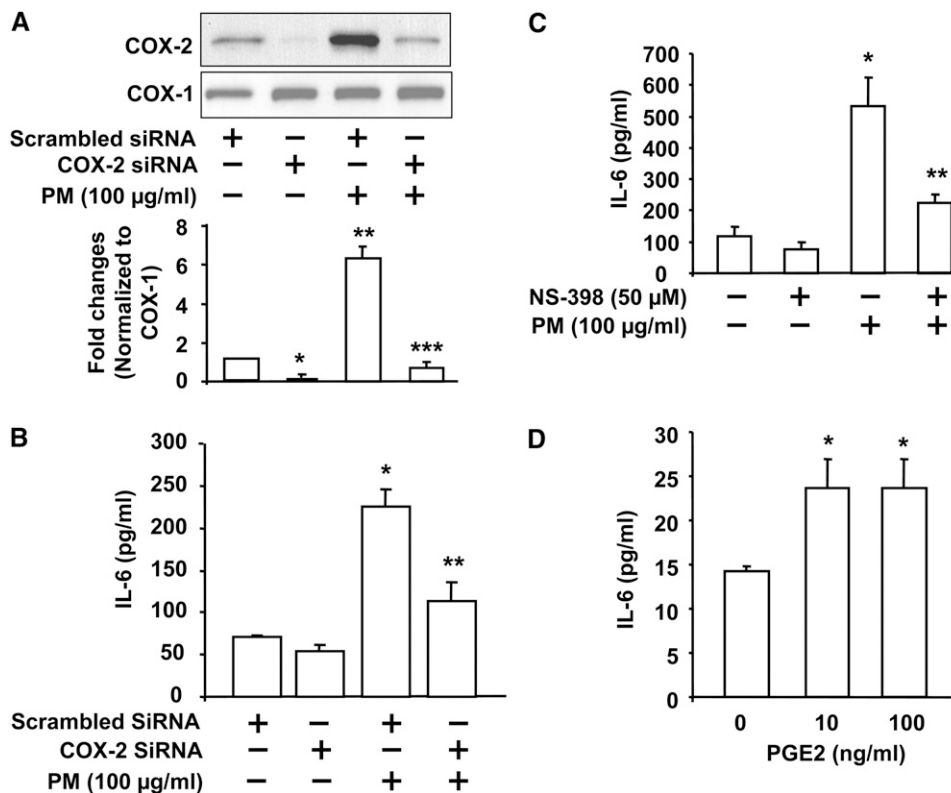 A
COX-2
COX-1
Scrambled siRNA + − + −
COX-2 siRNA − + − +
PM (100 µg/ml) − − + +
Fold changes
(Normalized to
COX-1)
8
6
4
2
0
*
**
***
B
IL-6 (pg/ml)
300
250
200
150
100
50
0
*
**
Scrambled SiRNA + − + −
COX-2 SiRNA − + − +
PM (100 µg/ml) − − + +
C
IL-6 (pg/ml)
700
600
500
400
300
200
100
0
*
**
NS-398 (50 µM) − + − +
PM (100 µg/ml) − − + +
D
IL-6 (pg/ml)
30
25
20
15
10
5
0
* *
0 10 100
PGE2 (ng/ml)